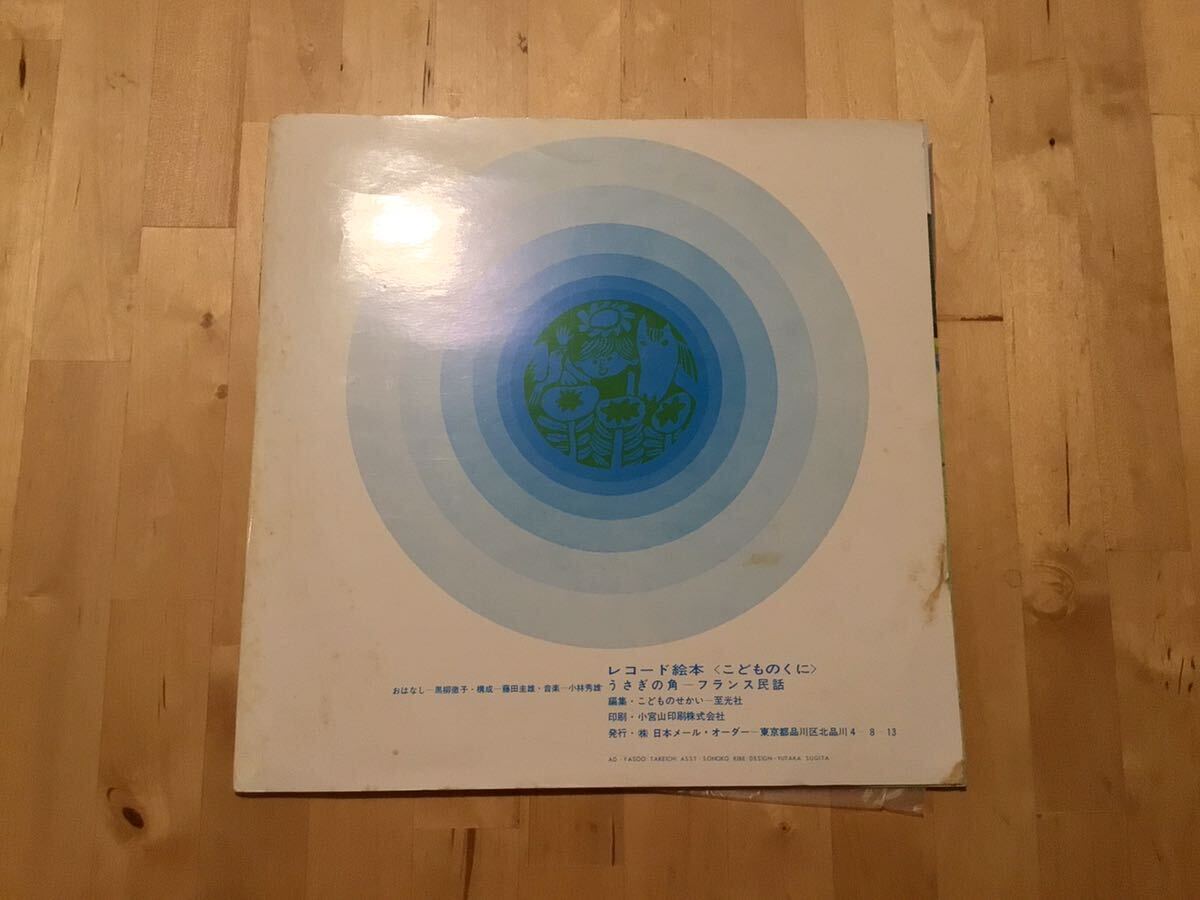 レコード絵本〈こどものくに〉
おはなし—黒柳徹子・構成—藤田圭雄・音楽—小林秀雄
うさぎの角—フランス民話
編集・こどものせかい—至光社
印刷・小宮山印刷株式会社
発行・㈱日本メール・オーダー—東京都品川区北品川4—8—13
AD・YASOO TAKEICHI ASST・SOHOKO KIBE DESIGN・YUTAKA SUGITA